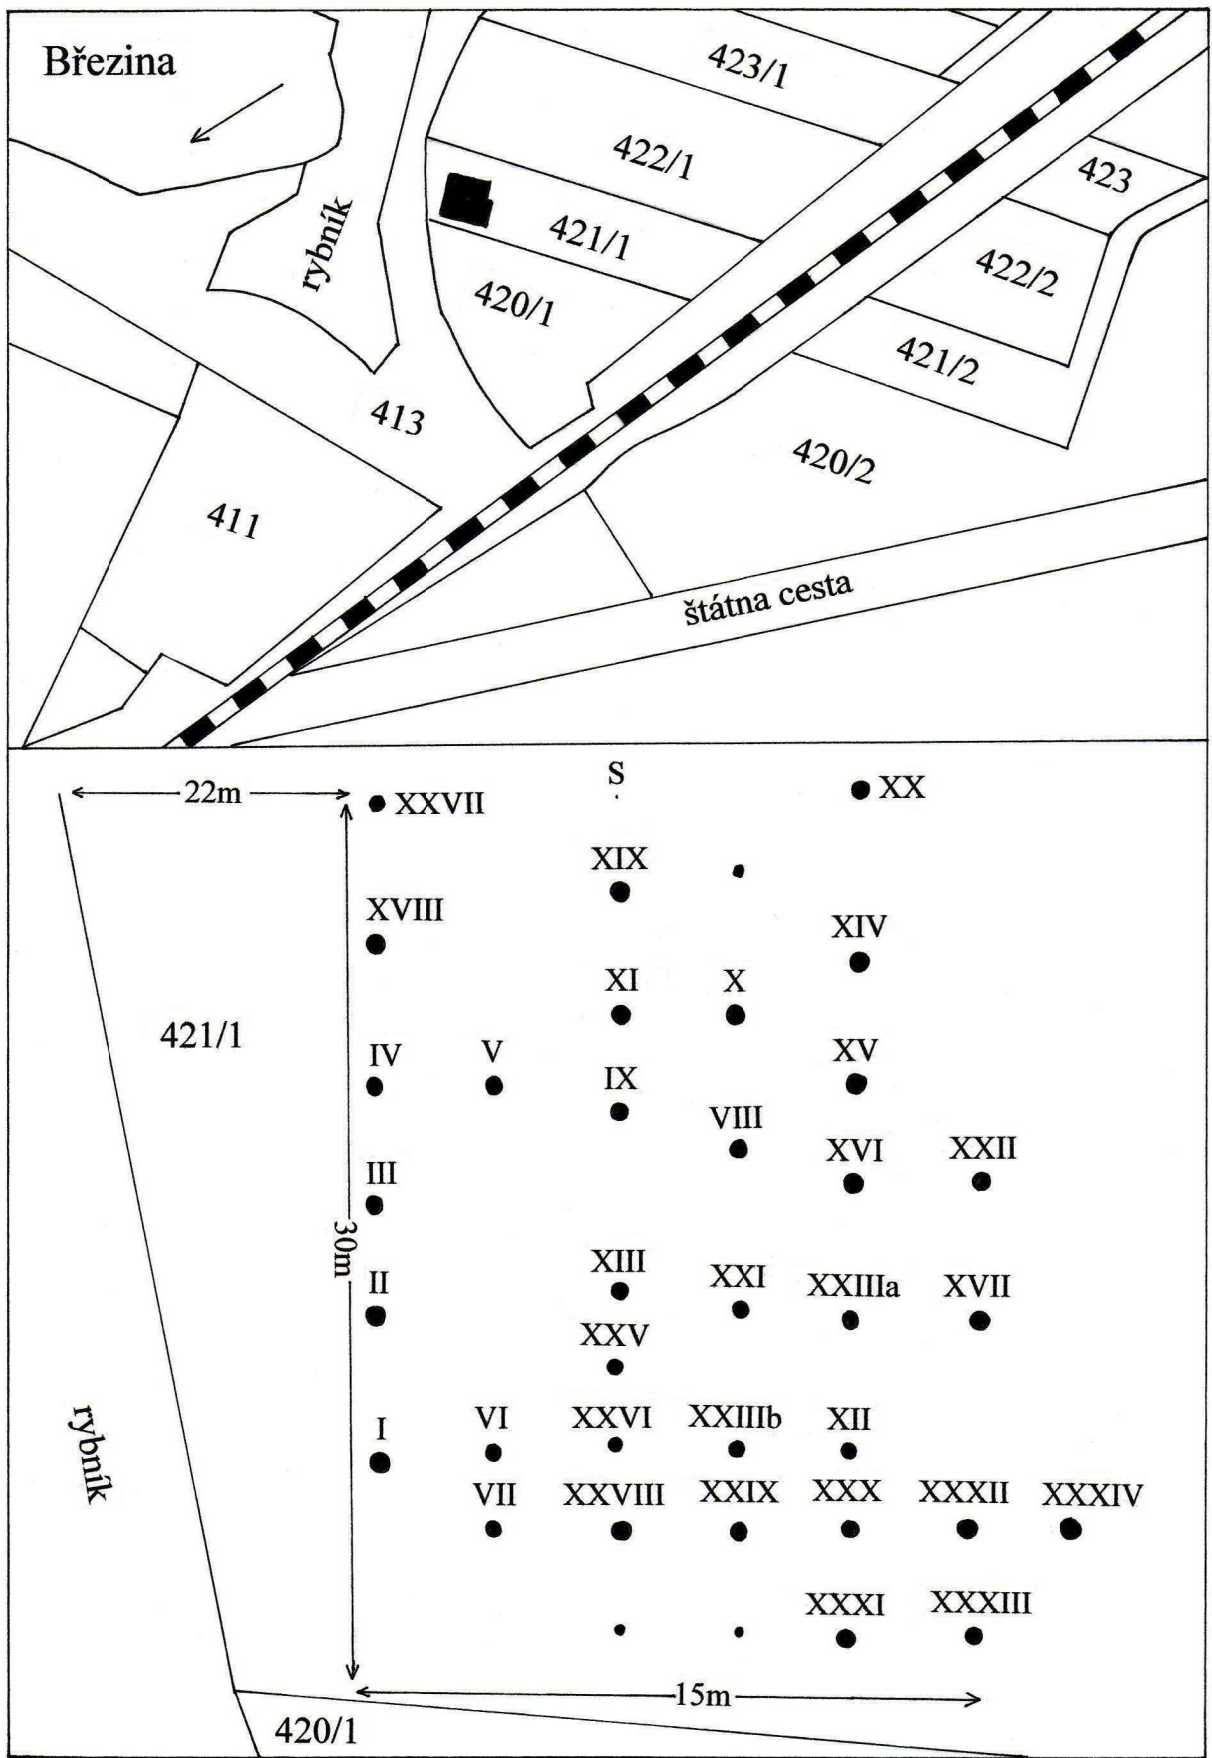 Březina
423/1
422/1
423
rybník
421/1
422/2
420/1
421/2
413
420/2
411
štátna cesta
S
22m
XXVII
XX
XIX
XVIII
XIV
XI
X
421/1
IV
V
XV
IX
VIII
XVI
XXII
III
30m
XIII
XXI
XXIIIa
XVII
II
XXV
rybník
I
VI
XXVI
XXIIIb
XII
VII
XXVIII
XXIX
XXX
XXXII
XXXIV
XXXI
XXXIII
15m
420/1